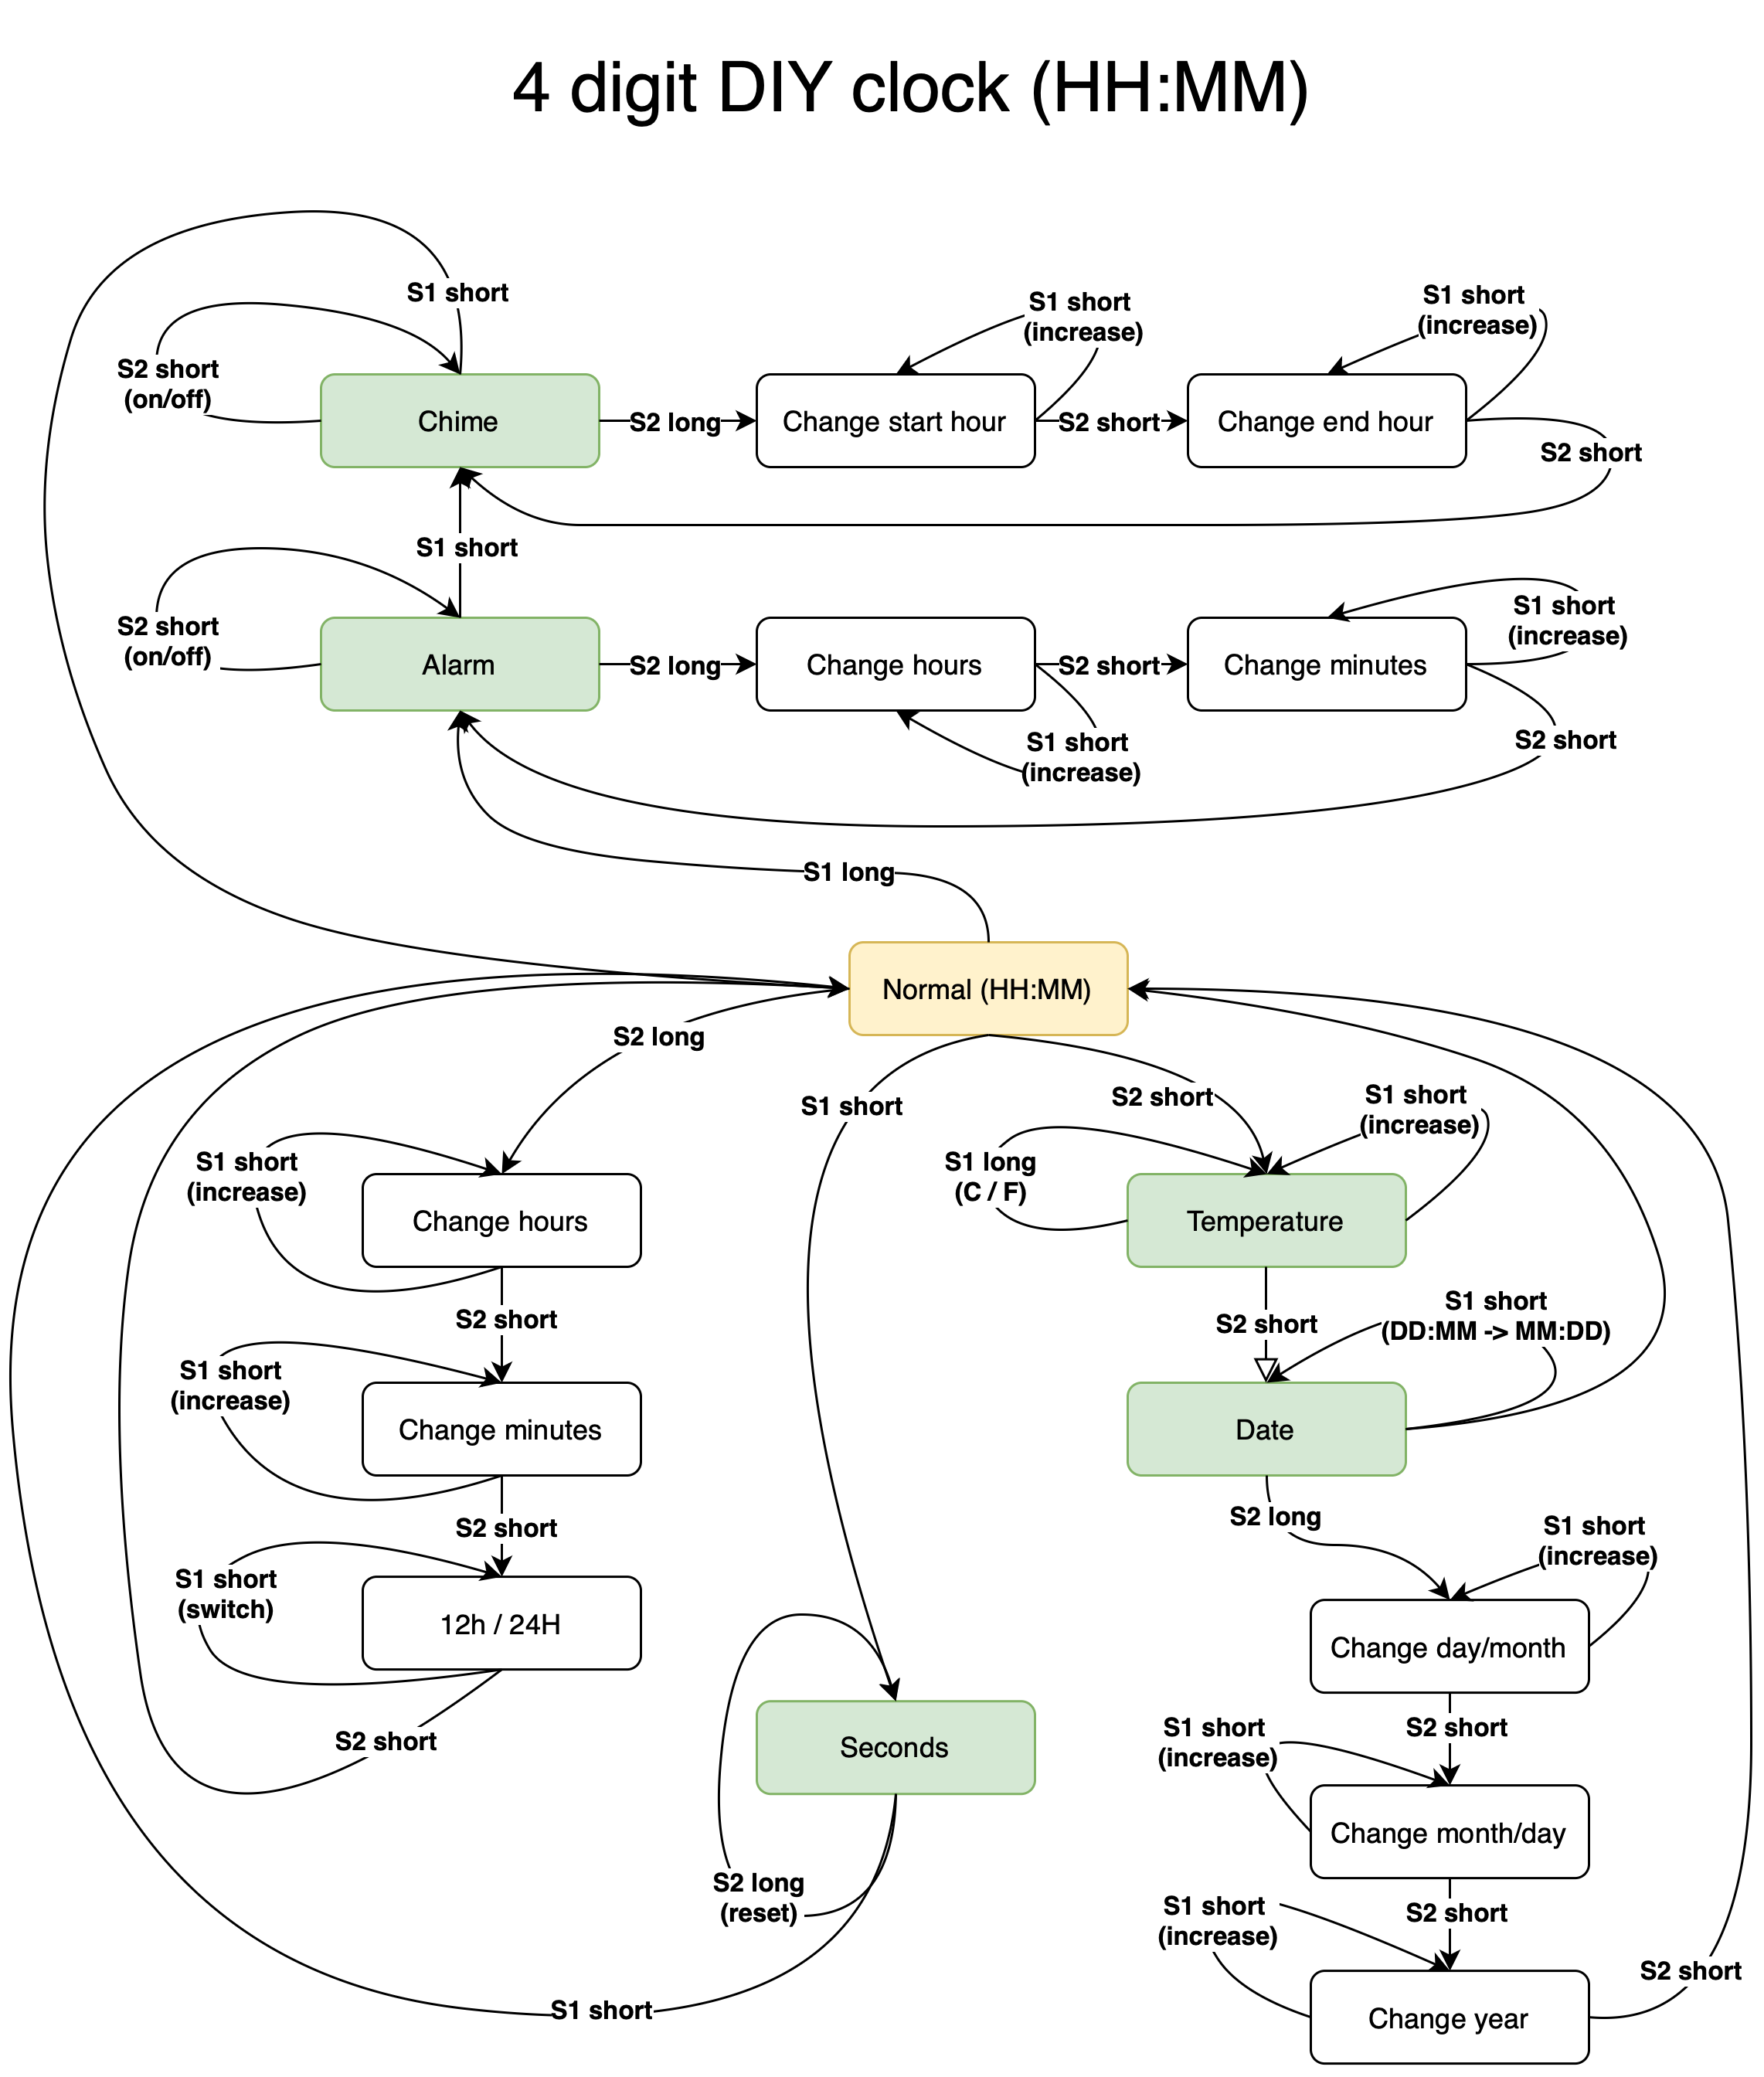 4 digit DIY clock (HH:MM)
S1 short
S2 short
(on/off)
Chime
S2 long
S1 short
(increase)
Change start hour
S2 short
S1 short
(increase)
Change end hour
S2 short
S1 short
S2 short
(on/off)
Alarm
S2 long
Change hours
S1 short
(increase)
S2 short
Change minutes
S1 short
(increase)
S2 short
S1 long
Normal (HH:MM)
S2 long
S1 short
S2 short
S1 short
(increase)
S1 long
(C / F)
Temperature
S1 short
(increase)
Change hours
S2 short
S2 short
S1 short
(DD:MM -> MM:DD)
Date
S1 short
(increase)
Change minutes
S2 short
S2 long
S1 short
(increase)
Change day/month
S1 short
(switch)
12h / 24H
S2 short
Seconds
S2 long
(reset)
S1 short
S2 short
S1 short
(increase)
Change month/day
S2 short
S1 short
(increase)
Change year
S2 short